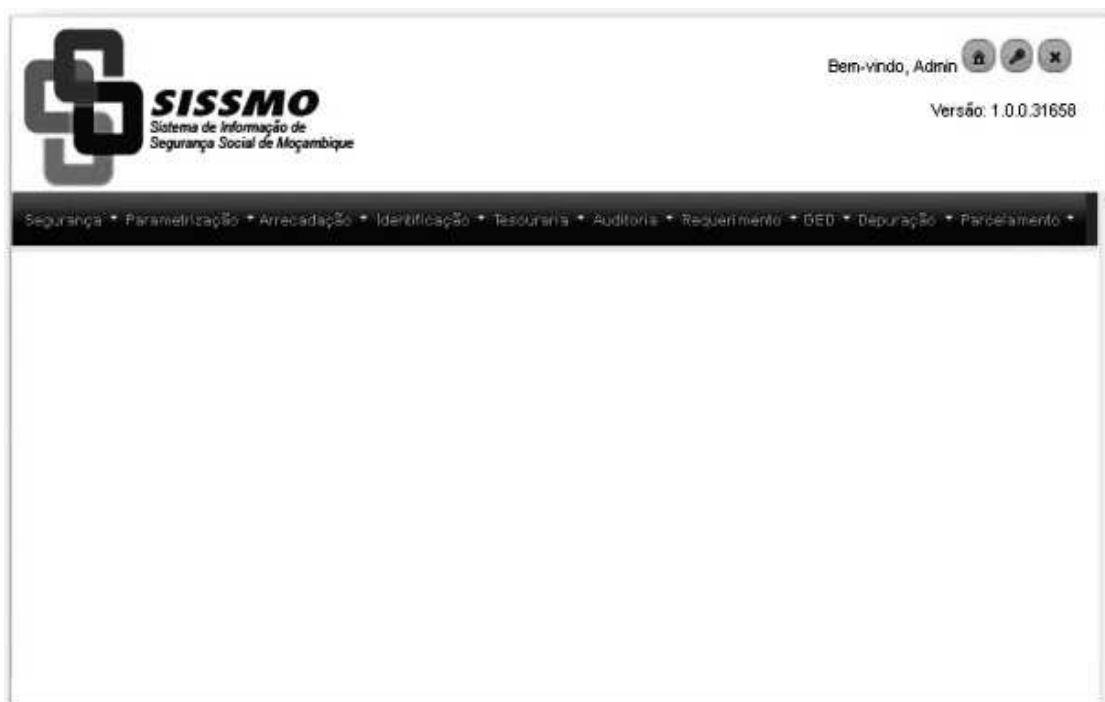 SISSMO
Sistema de Informação de
Segurança Social de Moçambique
Bem-vindo, Admin
Versão: 1.0.0.31658
Segurança Parametrização Arrecadação Identificação Tesouraria Auditoria Requerimento GED Depuração Parcelamento